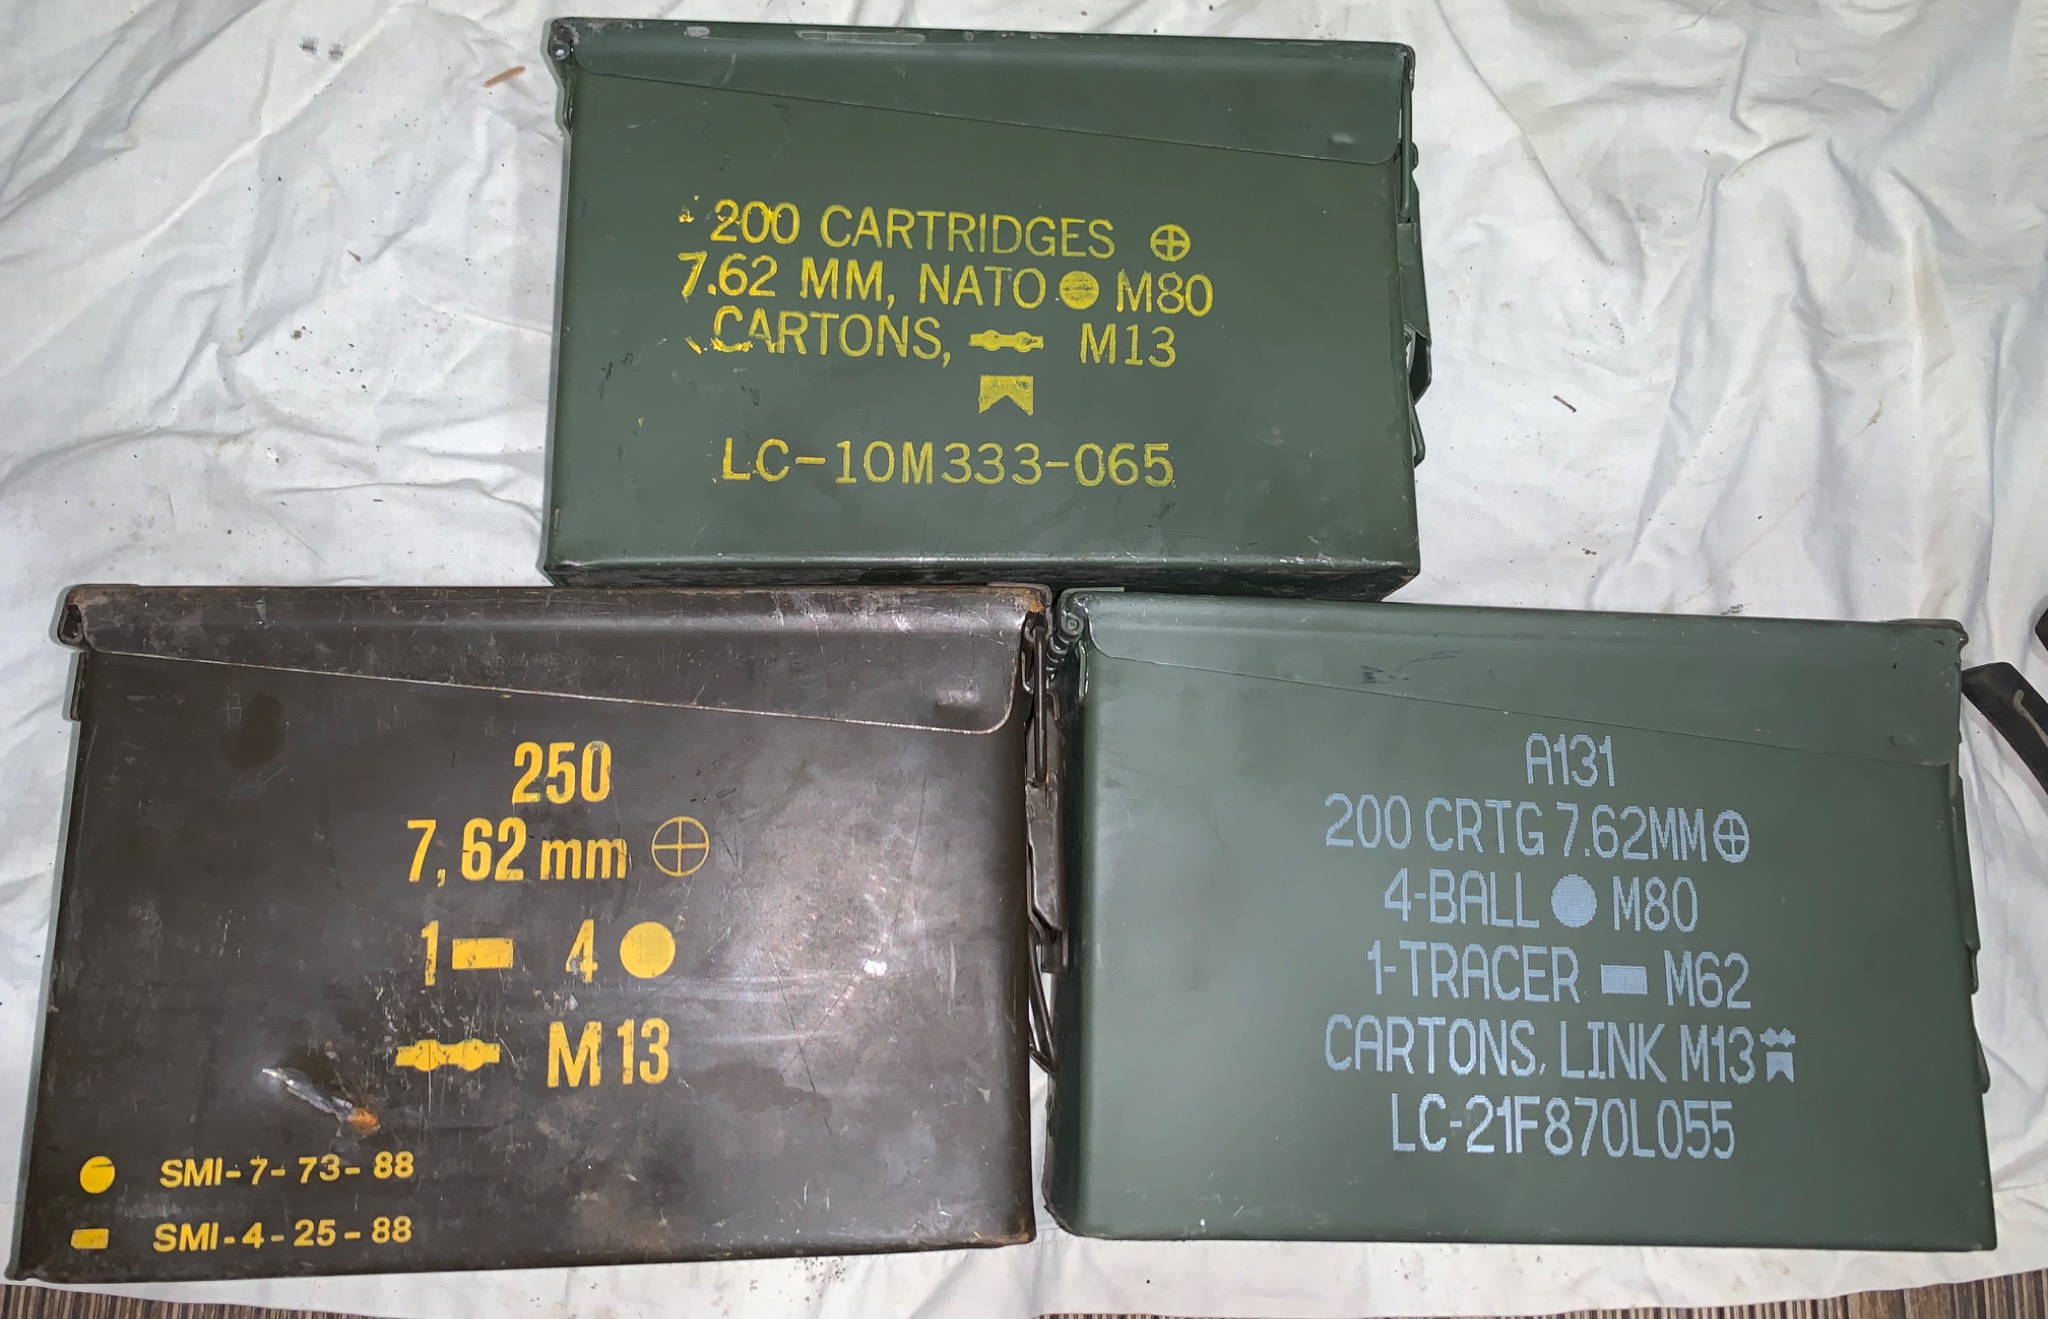 200 CARTRIDGES
7.62 MM, NATO M80
CARTONS, M13
LC-10M333-065
250
7,62 mm
1 4
M13
SMI-7-73-88
SMI-4-25-88
A131
200 CRTG 7.62MM
4-BALL M80
1-TRACER M62
CARTONS, LINK M13
LC-21F870L055